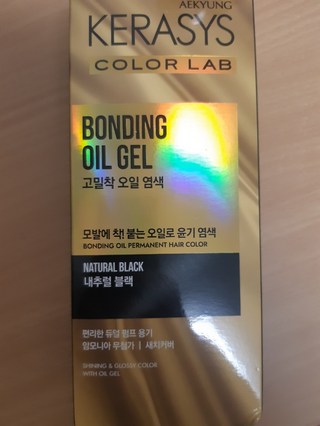 AEKYUNG
KERASYS
COLOR LAB
BONDING
OIL GEL
고밀착 오일 염색
모발에 착! 붙는 오일로 윤기 염색
BONDING OIL PERMANENT HAIR COLOR
NATURAL BLACK
내추럴 블랙
편리한 듀얼 펌프 용기
암모니아 무첨가 | 새치커버
SHINING & GLOSSY COLOR
WITH OIL GEL